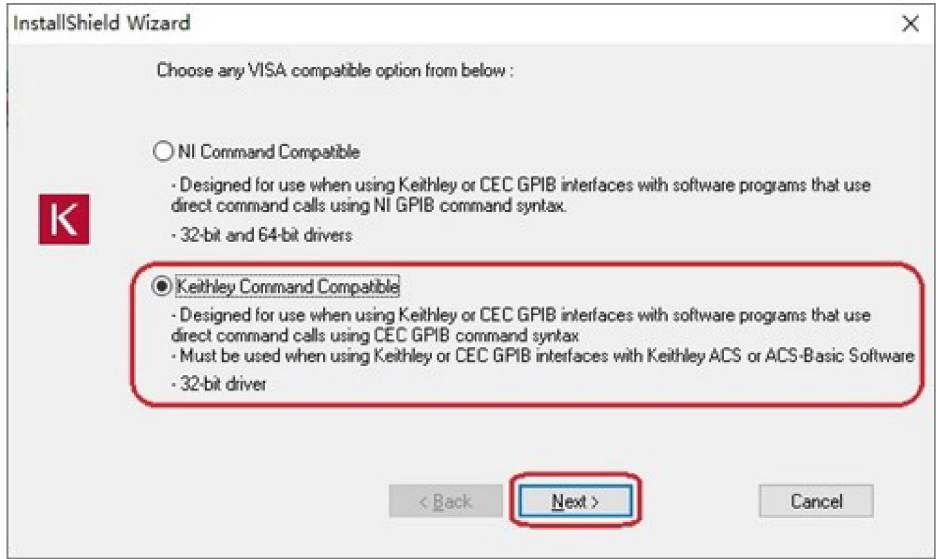 InstallShield Wizard
Choose any VISA compatible option from below :
NI Command Compatible
- Designed for use when using Keithley or CEC GPIB interfaces with software programs that use
direct command calls using NI GPIB command syntax.
- 32-bit and 64-bit drivers
K
Keithley Command Compatible
- Designed for use when using Keithley or CEC GPIB interfaces with software programs that use
direct command calls using CEC GPIB command syntax
- Must be used when using Keithley or CEC GPIB interfaces with Keithley ACS or ACS-Basic Software
- 32-bit driver
< Back
Next >
Cancel